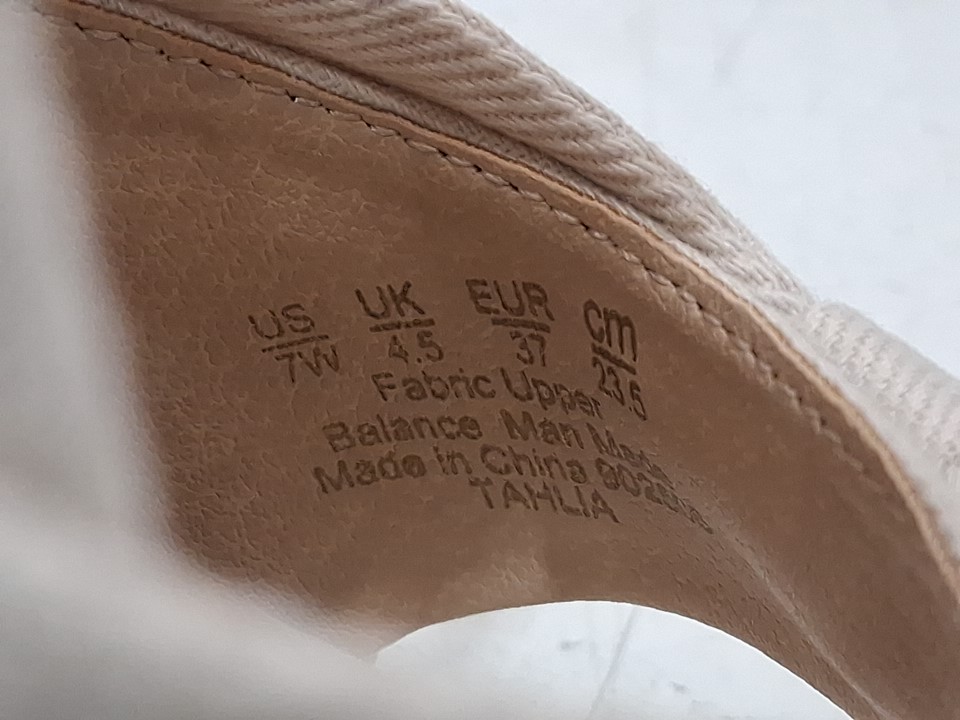 US UK EUR cm
7W 4.5 37 23.5
Fabric Upper
Balance Man Made
Made in China
TAHLIA